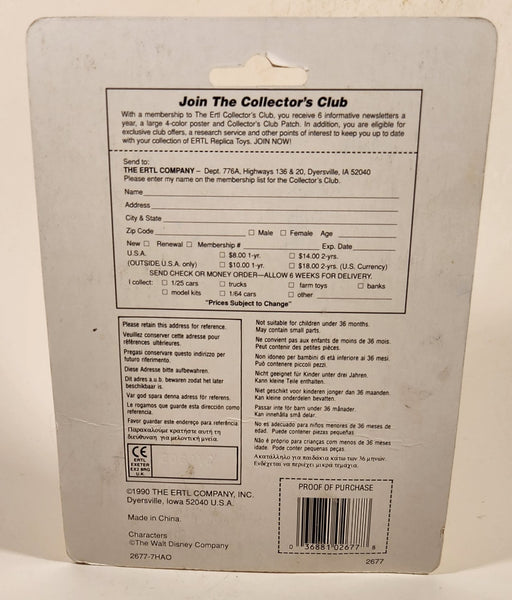 Join The Collector's Club
With a membership to The Ertl Collector's Club, you receive 6 informative newsletters a
year, a large 4-color poster and Collector's Club Patch. In addition, you are eligible for
exclusive club offers, a research service and other points of interest to keep you up to date
with your collection of ERTL Replica Toys. JOIN NOW!
Send to:
THE ERTL COMPANY – Dept. 776A, Highways 136 & 20, Dyersville, IA 52040
Please enter my name on the membership list for the Collector's Club.
Name
Address
City & State
Zip Code □ Male □ Female Age
New □ Renewal □ Membership # Exp. Date
U.S.A. □ $8.00 1-yr. □ $14.00 2-yrs.
(OUTSIDE U.S.A. only) □ $10.00 1-yr. □ $18.00 2-yrs. (U.S. Currency)
SEND CHECK OR MONEY ORDER—ALLOW 6 WEEKS FOR DELIVERY.
I collect: □ 1/25 cars □ trucks □ farm toys □ banks
□ model kits □ 1/64 cars □ other
"Prices Subject to Change"
Please retain this address for reference.
Veuillez conserver cette adresse pour
références ultérieures.
Pregasi conservare questo indirizzo per
futuro riferimento.
Diese Adresse bitte aufbewahren.
Dit adres a.u.b. bewaren zodat het later
beschikbaar is.
Var god spara denna adress för referens.
Le rogamos que guarde esta dirección como
referencia.
Favor guardar este endereço para referência.
Παρακαλούμε κρατήστε αυτή τη
διεύθυνση για μελοντική μνεία.
CE
ERTL
EXETER
EX2 8RG
U.K.
Not suitable for children under 36 months.
May contain small parts.
Ne convient pas aux enfants de moins de 36 mois.
Peut contenir des petites pièces.
Non idoneo per bambini di età inferiore ai 36 mesi.
Può contenere piccoli pezzi.
Nicht geeignet für Kinder unter drei Jahren.
Kann kleine Teile enthalten.
Niet geschikt voor kinderen jonger dan 36 maanden.
Kan kleine onderdelen bevatten.
Passar inte för barn under 36 månader.
Kan innehålla små delar.
No es adecuado para niños menores de 36 meses
de edad. Puede contener piezas pequeñas.
Não é próprio para crianças com menos de 36 meses
idade. Pode conter peças pequenas.
Ακατάλληλο για παιδάκια κάτω των 36 μηνών.
Ενδέχεται να περιέχει μικρα τεμάχια.
©1990 THE ERTL COMPANY, INC.
Dyersville, Iowa 52040 U.S.A.
Made in China.
Characters
©The Walt Disney Company
2677-7HAO
PROOF OF PURCHASE
0 36881 02677 8
2677